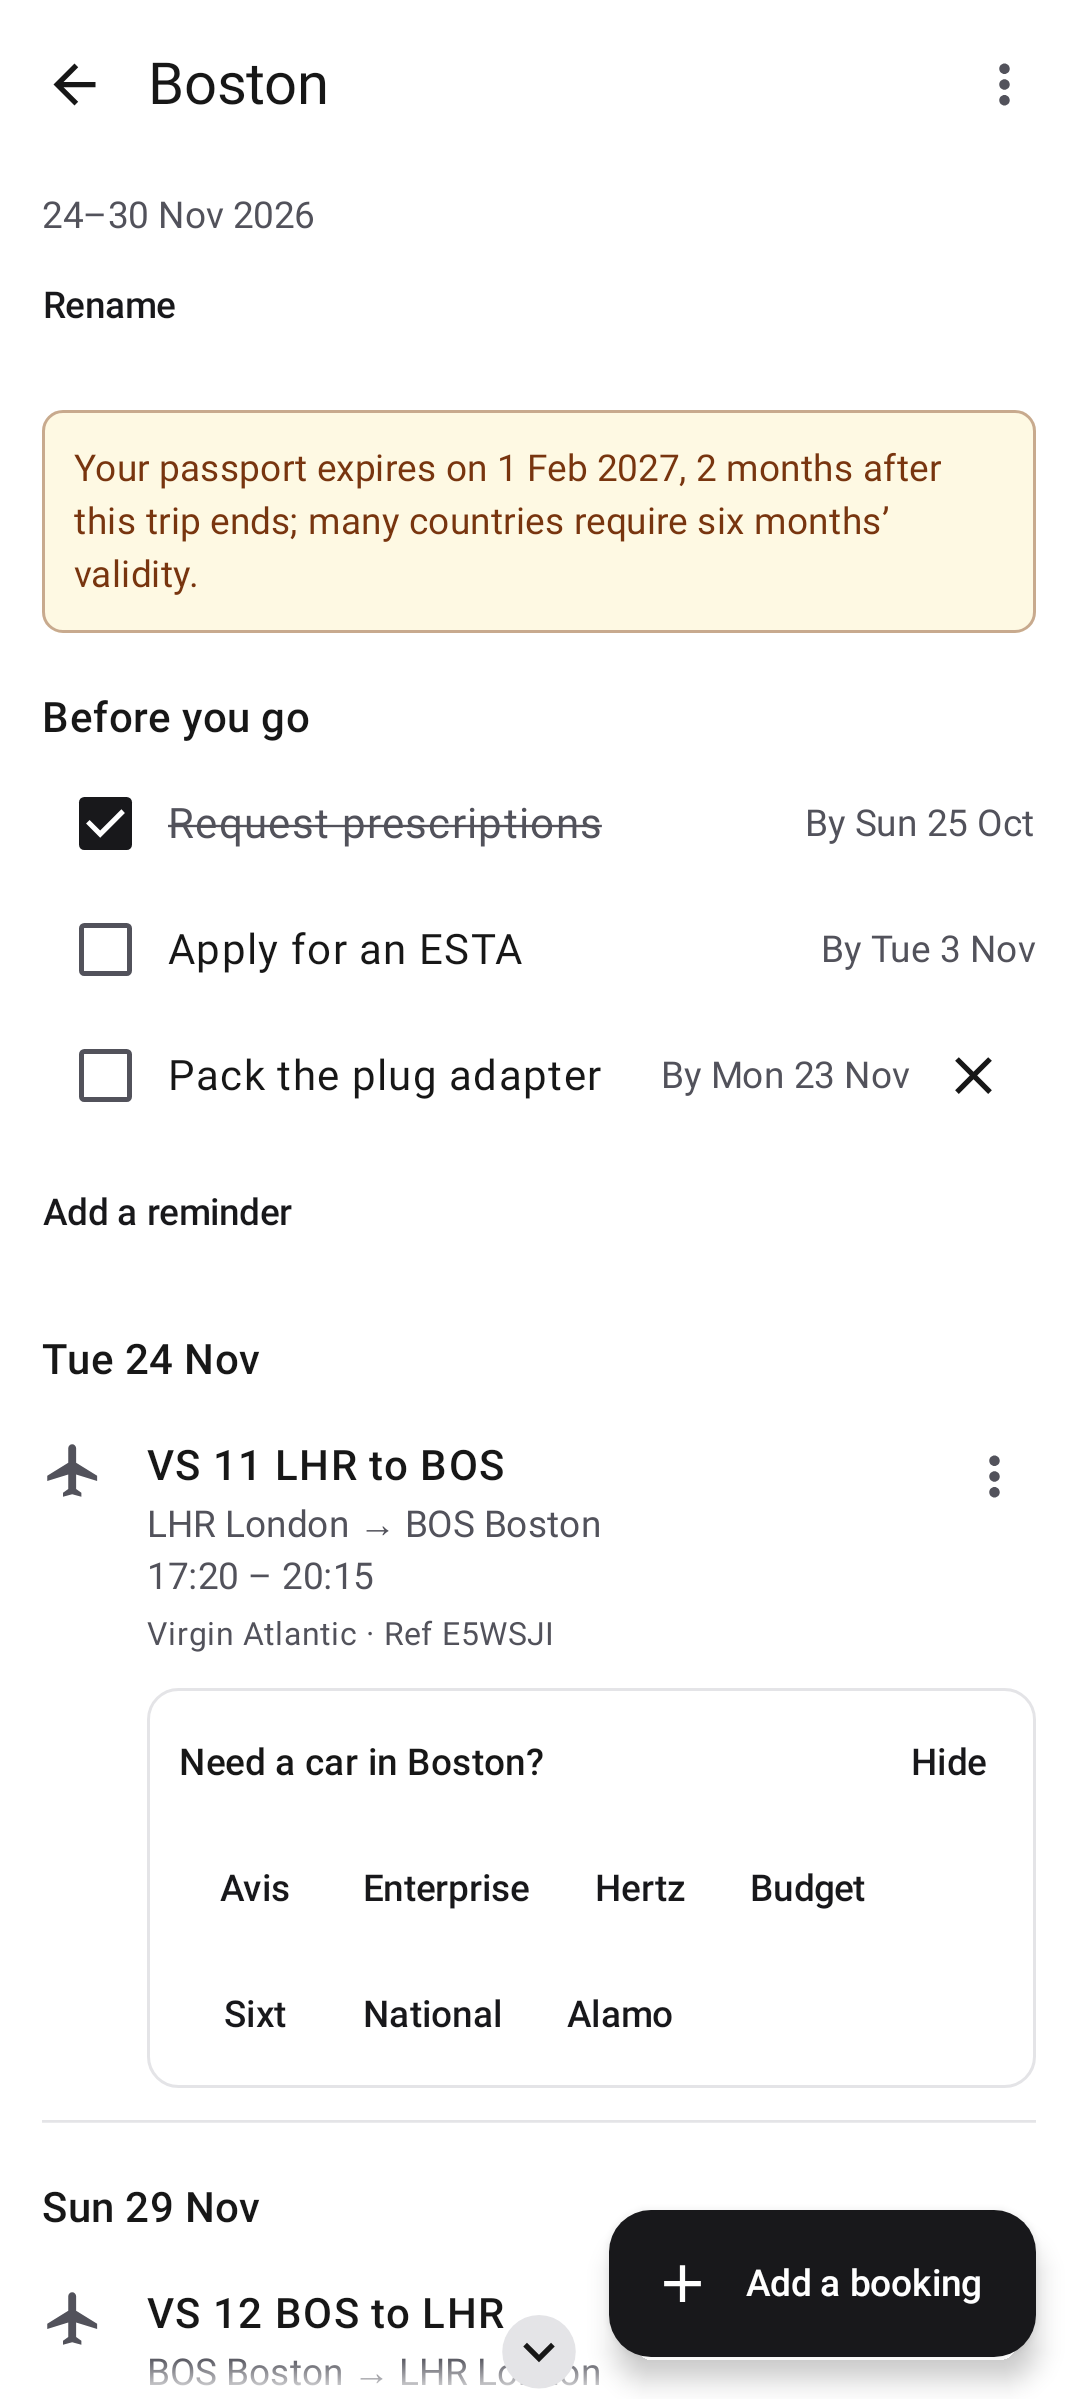 Boston
24–30 Nov 2026
Rename
Your passport expires on 1 Feb 2027, 2 months after
this trip ends; many countries require six months’
validity.
Before you go
Request prescriptions By Sun 25 Oct
Apply for an ESTA By Tue 3 Nov
Pack the plug adapter By Mon 23 Nov
Add a reminder
Tue 24 Nov
VS 11 LHR to BOS
LHR London → BOS Boston
17:20 – 20:15
Virgin Atlantic · Ref E5WSJI
Need a car in Boston? Hide
Avis Enterprise Hertz Budget
Sixt National Alamo
Sun 29 Nov
Add a booking
VS 12 BOS to LHR
BOS Boston → LHR London